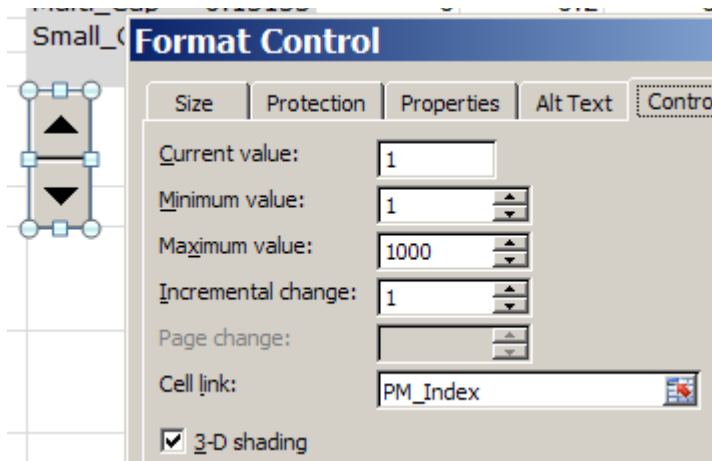 Small_
Format Control
Size Protection Properties Alt Text Contro
Current value: 1
Minimum value: 1
Maximum value: 1000
Incremental change: 1
Page change:
Cell link: PM_Index
3-D shading